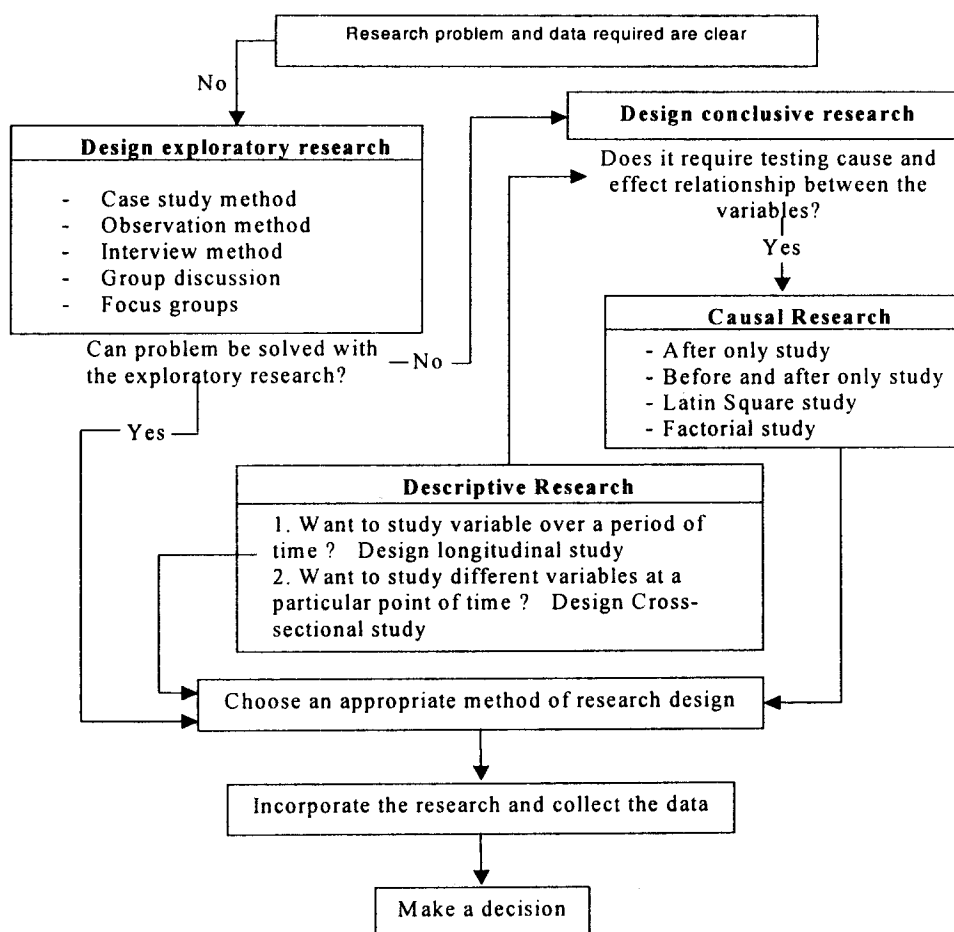 Research problem and data required are clear
No
Design exploratory research
- Case study method
- Observation method
- Interview method
- Group discussion
- Focus groups
Can problem be solved with
the exploratory research?
No
Yes
Design conclusive research
Does it require testing cause and
effect relationship between the
variables?
Yes
Causal Research
- After only study
- Before and after only study
- Latin Square study
- Factorial study
Descriptive Research
1. Want to study variable over a period of
time ? Design longitudinal study
2. Want to study different variables at a
particular point of time ? Design Cross-
sectional study
Choose an appropriate method of research design
Incorporate the research and collect the data
Make a decision